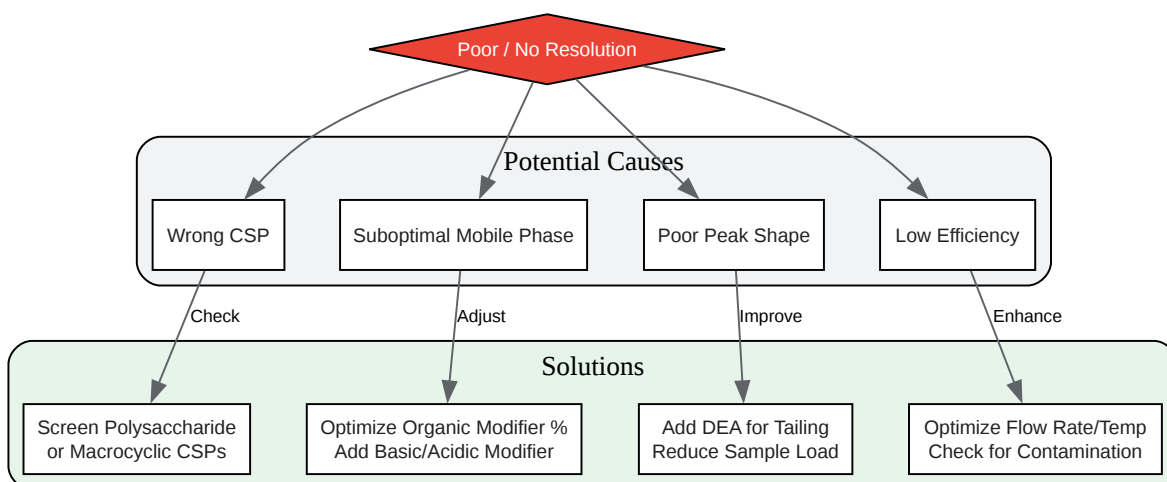 Poor / No Resolution
Potential Causes
Wrong CSP
Suboptimal Mobile Phase
Poor Peak Shape
Low Efficiency
Check
Adjust
Improve
Enhance
Solutions
Screen Polysaccharide
or Macrocyclic CSPs
Optimize Organic Modifier %
Add Basic/Acidic Modifier
Add DEA for Tailing
Reduce Sample Load
Optimize Flow Rate/Temp
Check for Contamination